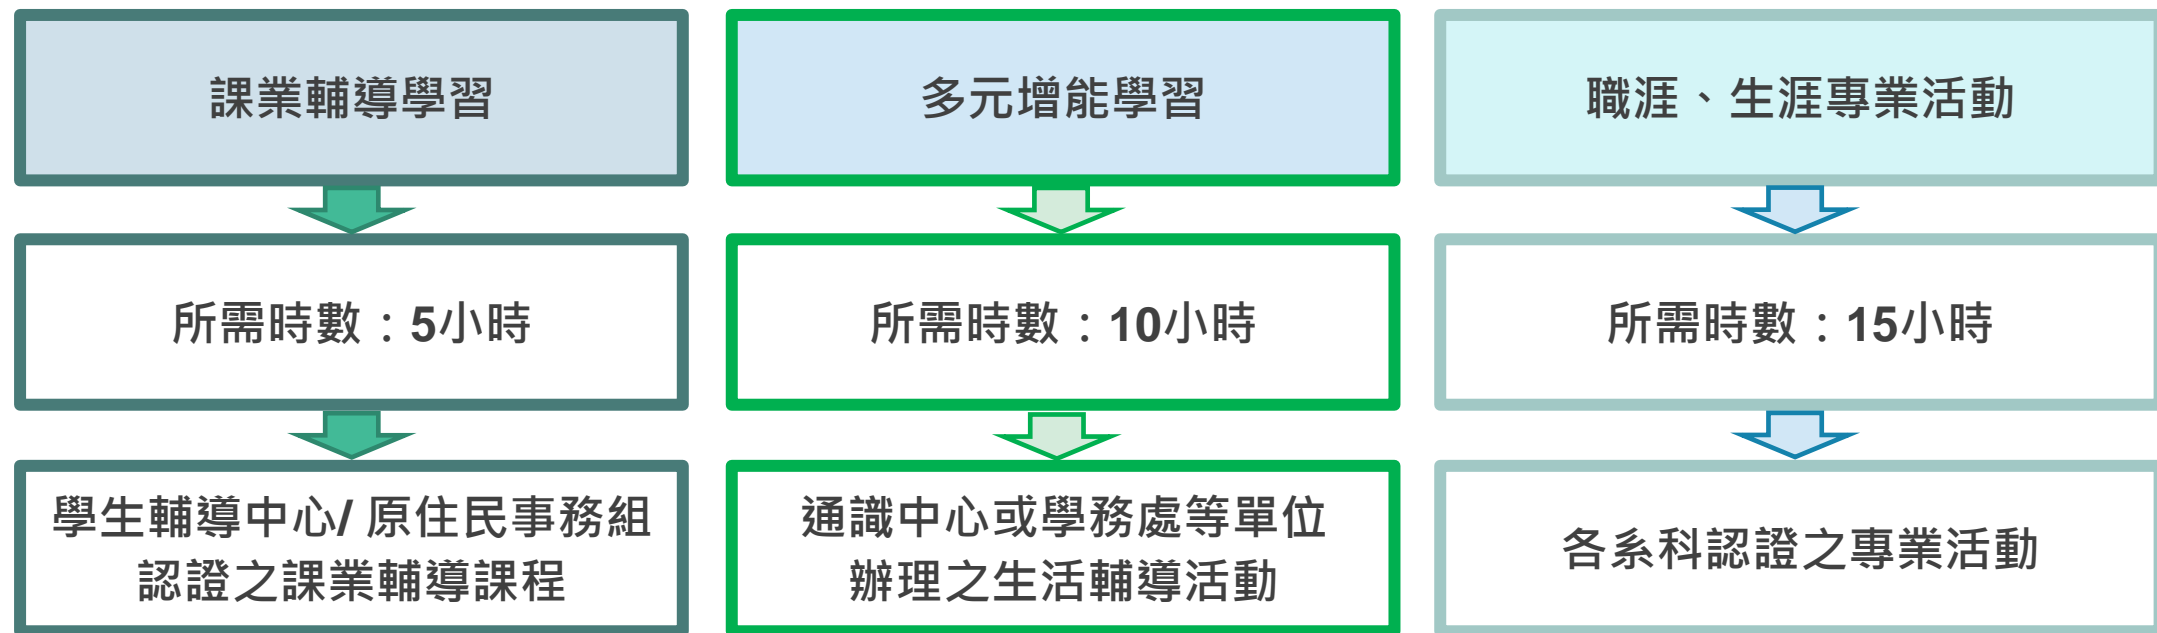 課業輔導學習
多元增能學習
職涯、生涯專業活動
所需時數：5小時
所需時數：10小時
所需時數：15小時
學生輔導中心/ 原住民事務組
認證之課業輔導課程
通識中心或學務處等單位
辦理之生活輔導活動
各系科認證之專業活動